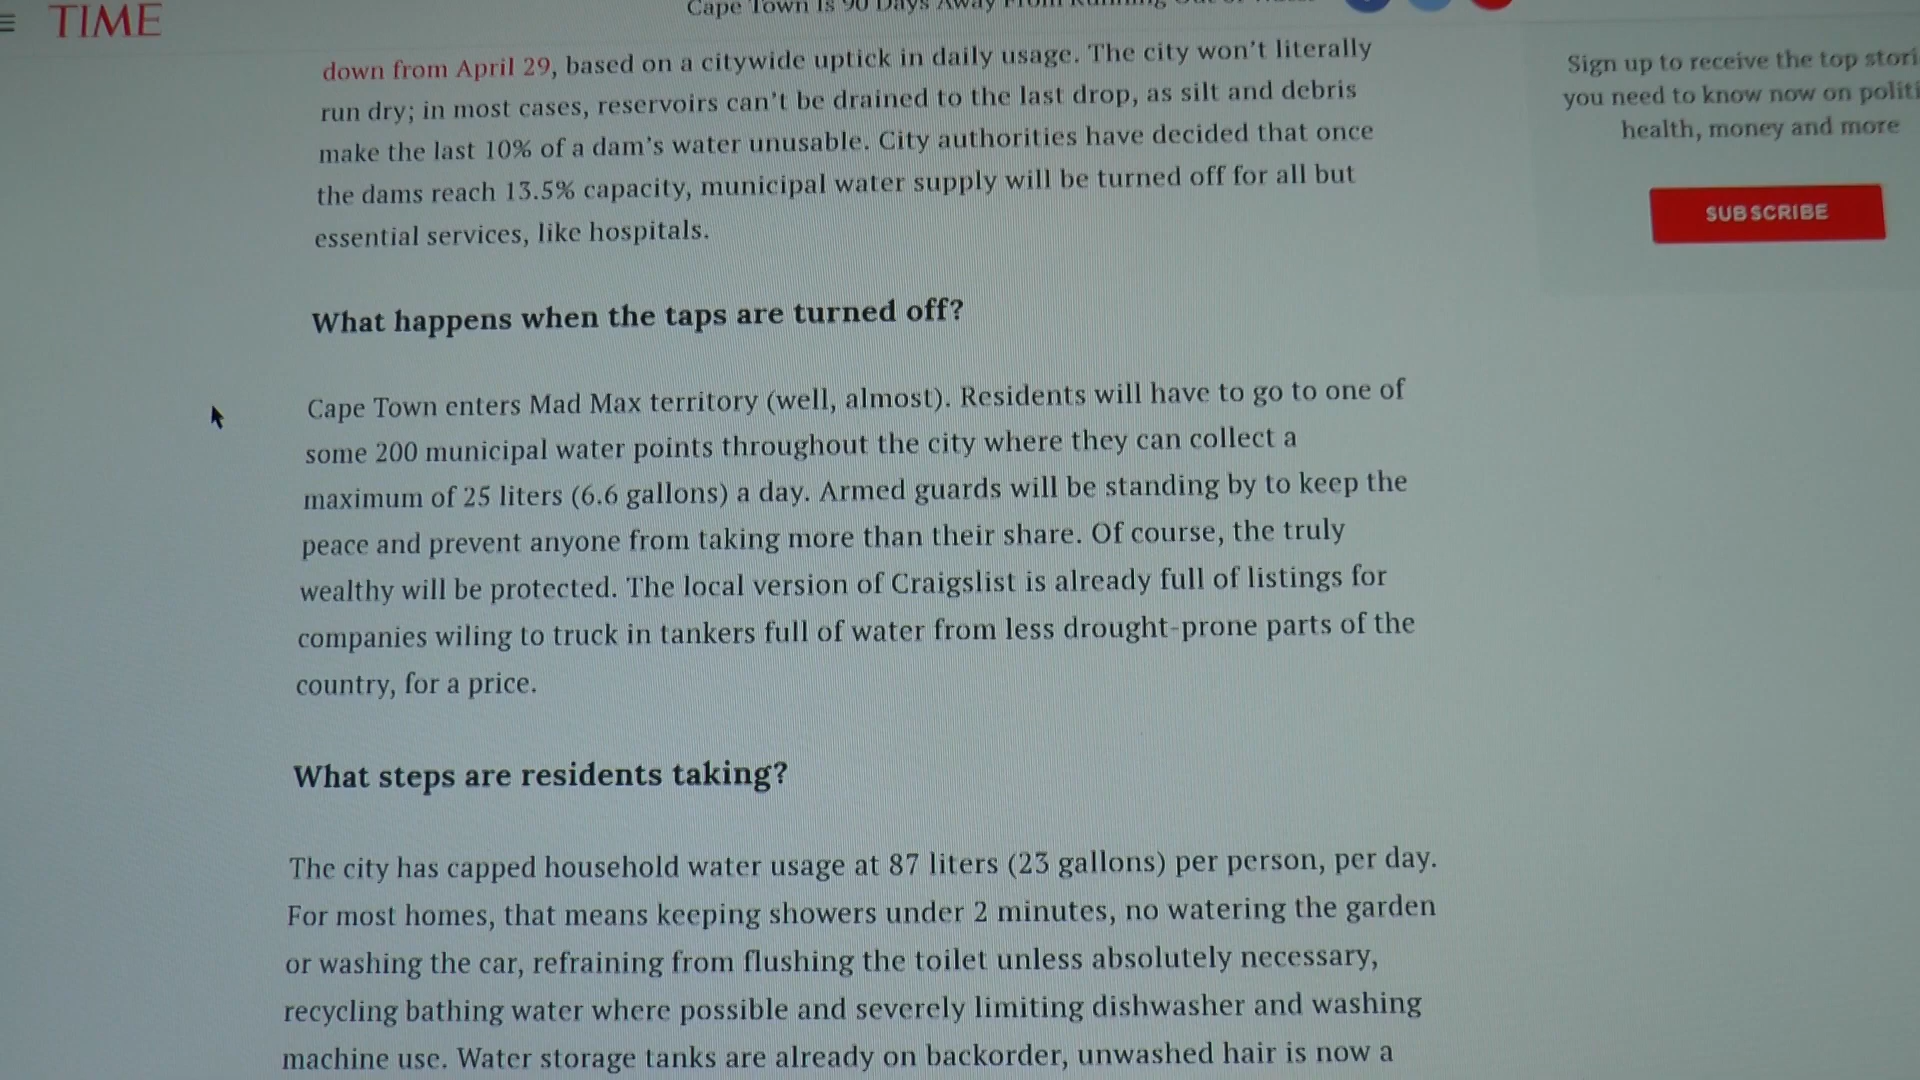 TIME
Cape Town Is 90 Days Away From Running Out of
down from April 29, based on a citywide uptick in daily usage. The city won't literally
run dry; in most cases, reservoirs can't be drained to the last drop, as silt and debris
make the last 10% of a dam's water unusable. City authorities have decided that once
the dams reach 13.5% capacity, municipal water supply will be turned off for all but
essential services, like hospitals.
What happens when the taps are turned off?
Cape Town enters Mad Max territory (well, almost). Residents will have to go to one of
some 200 municipal water points throughout the city where they can collect a
maximum of 25 liters (6.6 gallons) a day. Armed guards will be standing by to keep the
peace and prevent anyone from taking more than their share. Of course, the truly
wealthy will be protected. The local version of Craigslist is already full of listings for
companies wiling to truck in tankers full of water from less drought-prone parts of the
country, for a price.
What steps are residents taking?
The city has capped household water usage at 87 liters (23 gallons) per person, per day.
For most homes, that means keeping showers under 2 minutes, no watering the garden
or washing the car, refraining from flushing the toilet unless absolutely necessary,
recycling bathing water where possible and severely limiting dishwasher and washing
machine use. Water storage tanks are already on backorder, unwashed hair is now a
Sign up to receive the top stori
you need to know now on politi
health, money and more
SUBSCRIBE